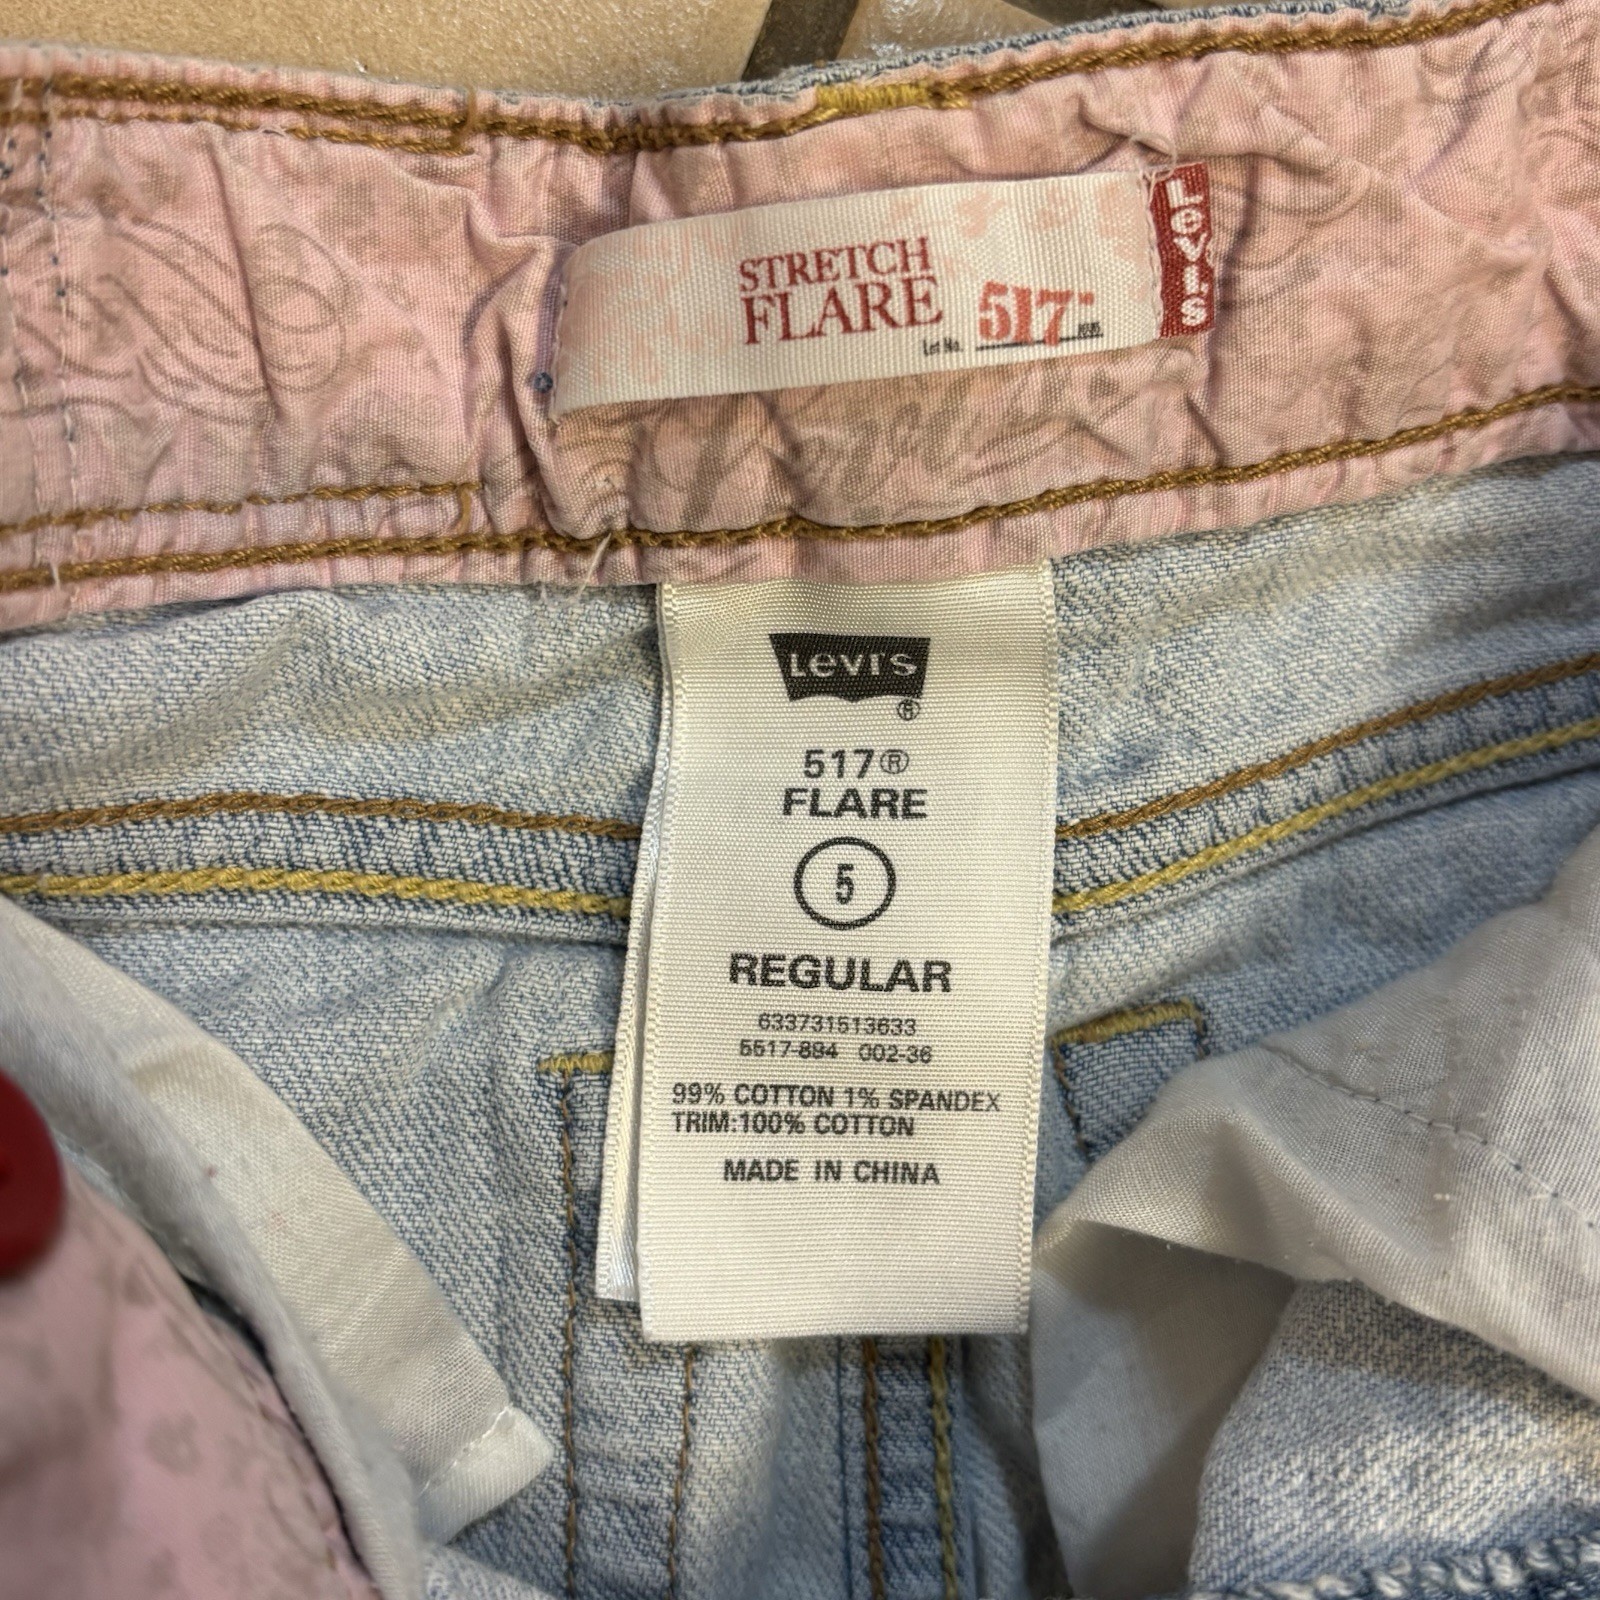 STRETCH
FLARE
Lot No. 517
Levi's
Levi's
®
517®
FLARE
5
REGULAR
633731513633
5517-894 002-36
99% COTTON 1% SPANDEX
TRIM:100% COTTON
MADE IN CHINA